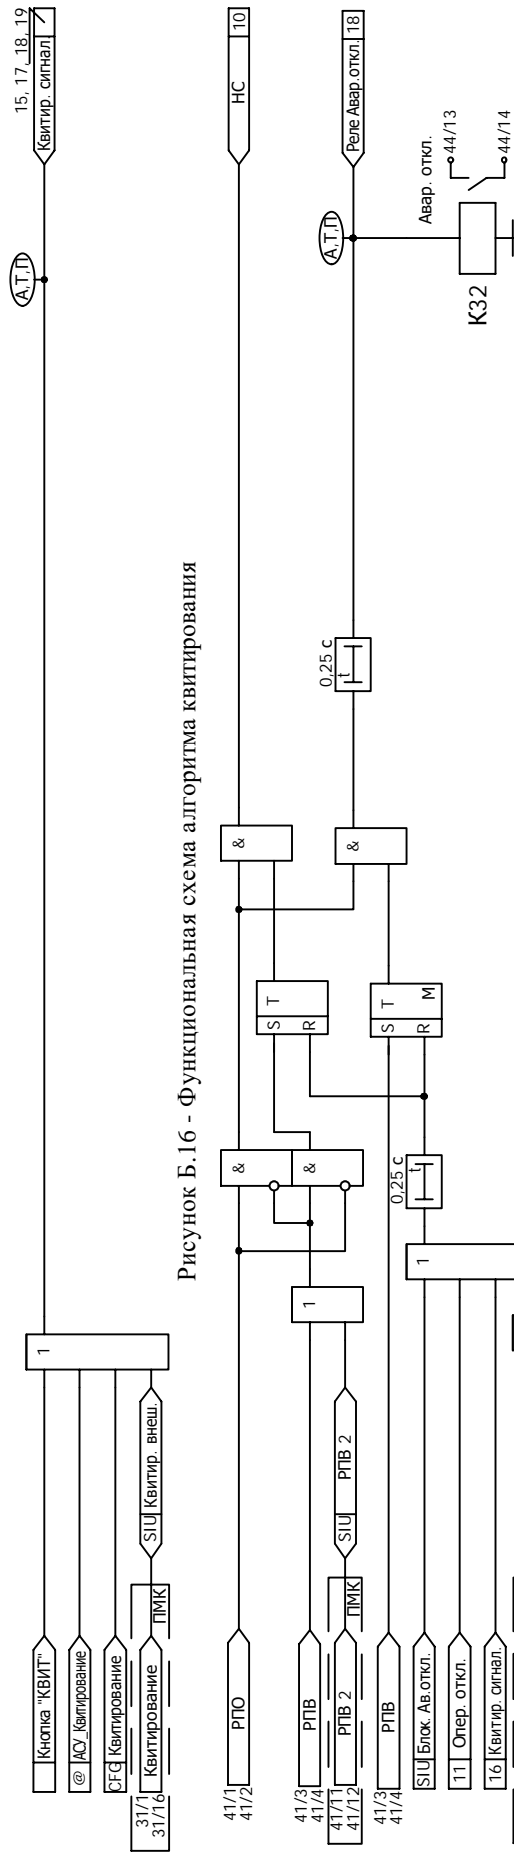 Кнопка "КВИТ"
@ АСУ_Квитирование
CFG Квитирование
31/1
31/16
Квитирование
ПМК
SIU Квитир. внеш.
1
А,Т,П
Квитир. сигнал.
15, 17, 18, 19
Рисунок Б.16 - Функциональная схема алгоритма квитирования
41/1
41/2
РПО
41/3
41/4
РПВ
41/11
41/12
РПВ 2
ПМК
SIU РПВ 2
1
&
&
S T
R
&
НС 10
41/3
41/4
РПВ
SIU Блок. Ав.откл.
11 Опер. откл.
16 Квитир. сигнал.
1
0,25 с
t
S T
R М
&
0,25 с
t
А,Т,П
Реле Авар.откл. 18
Авар. откл.
44/13
44/14
К32